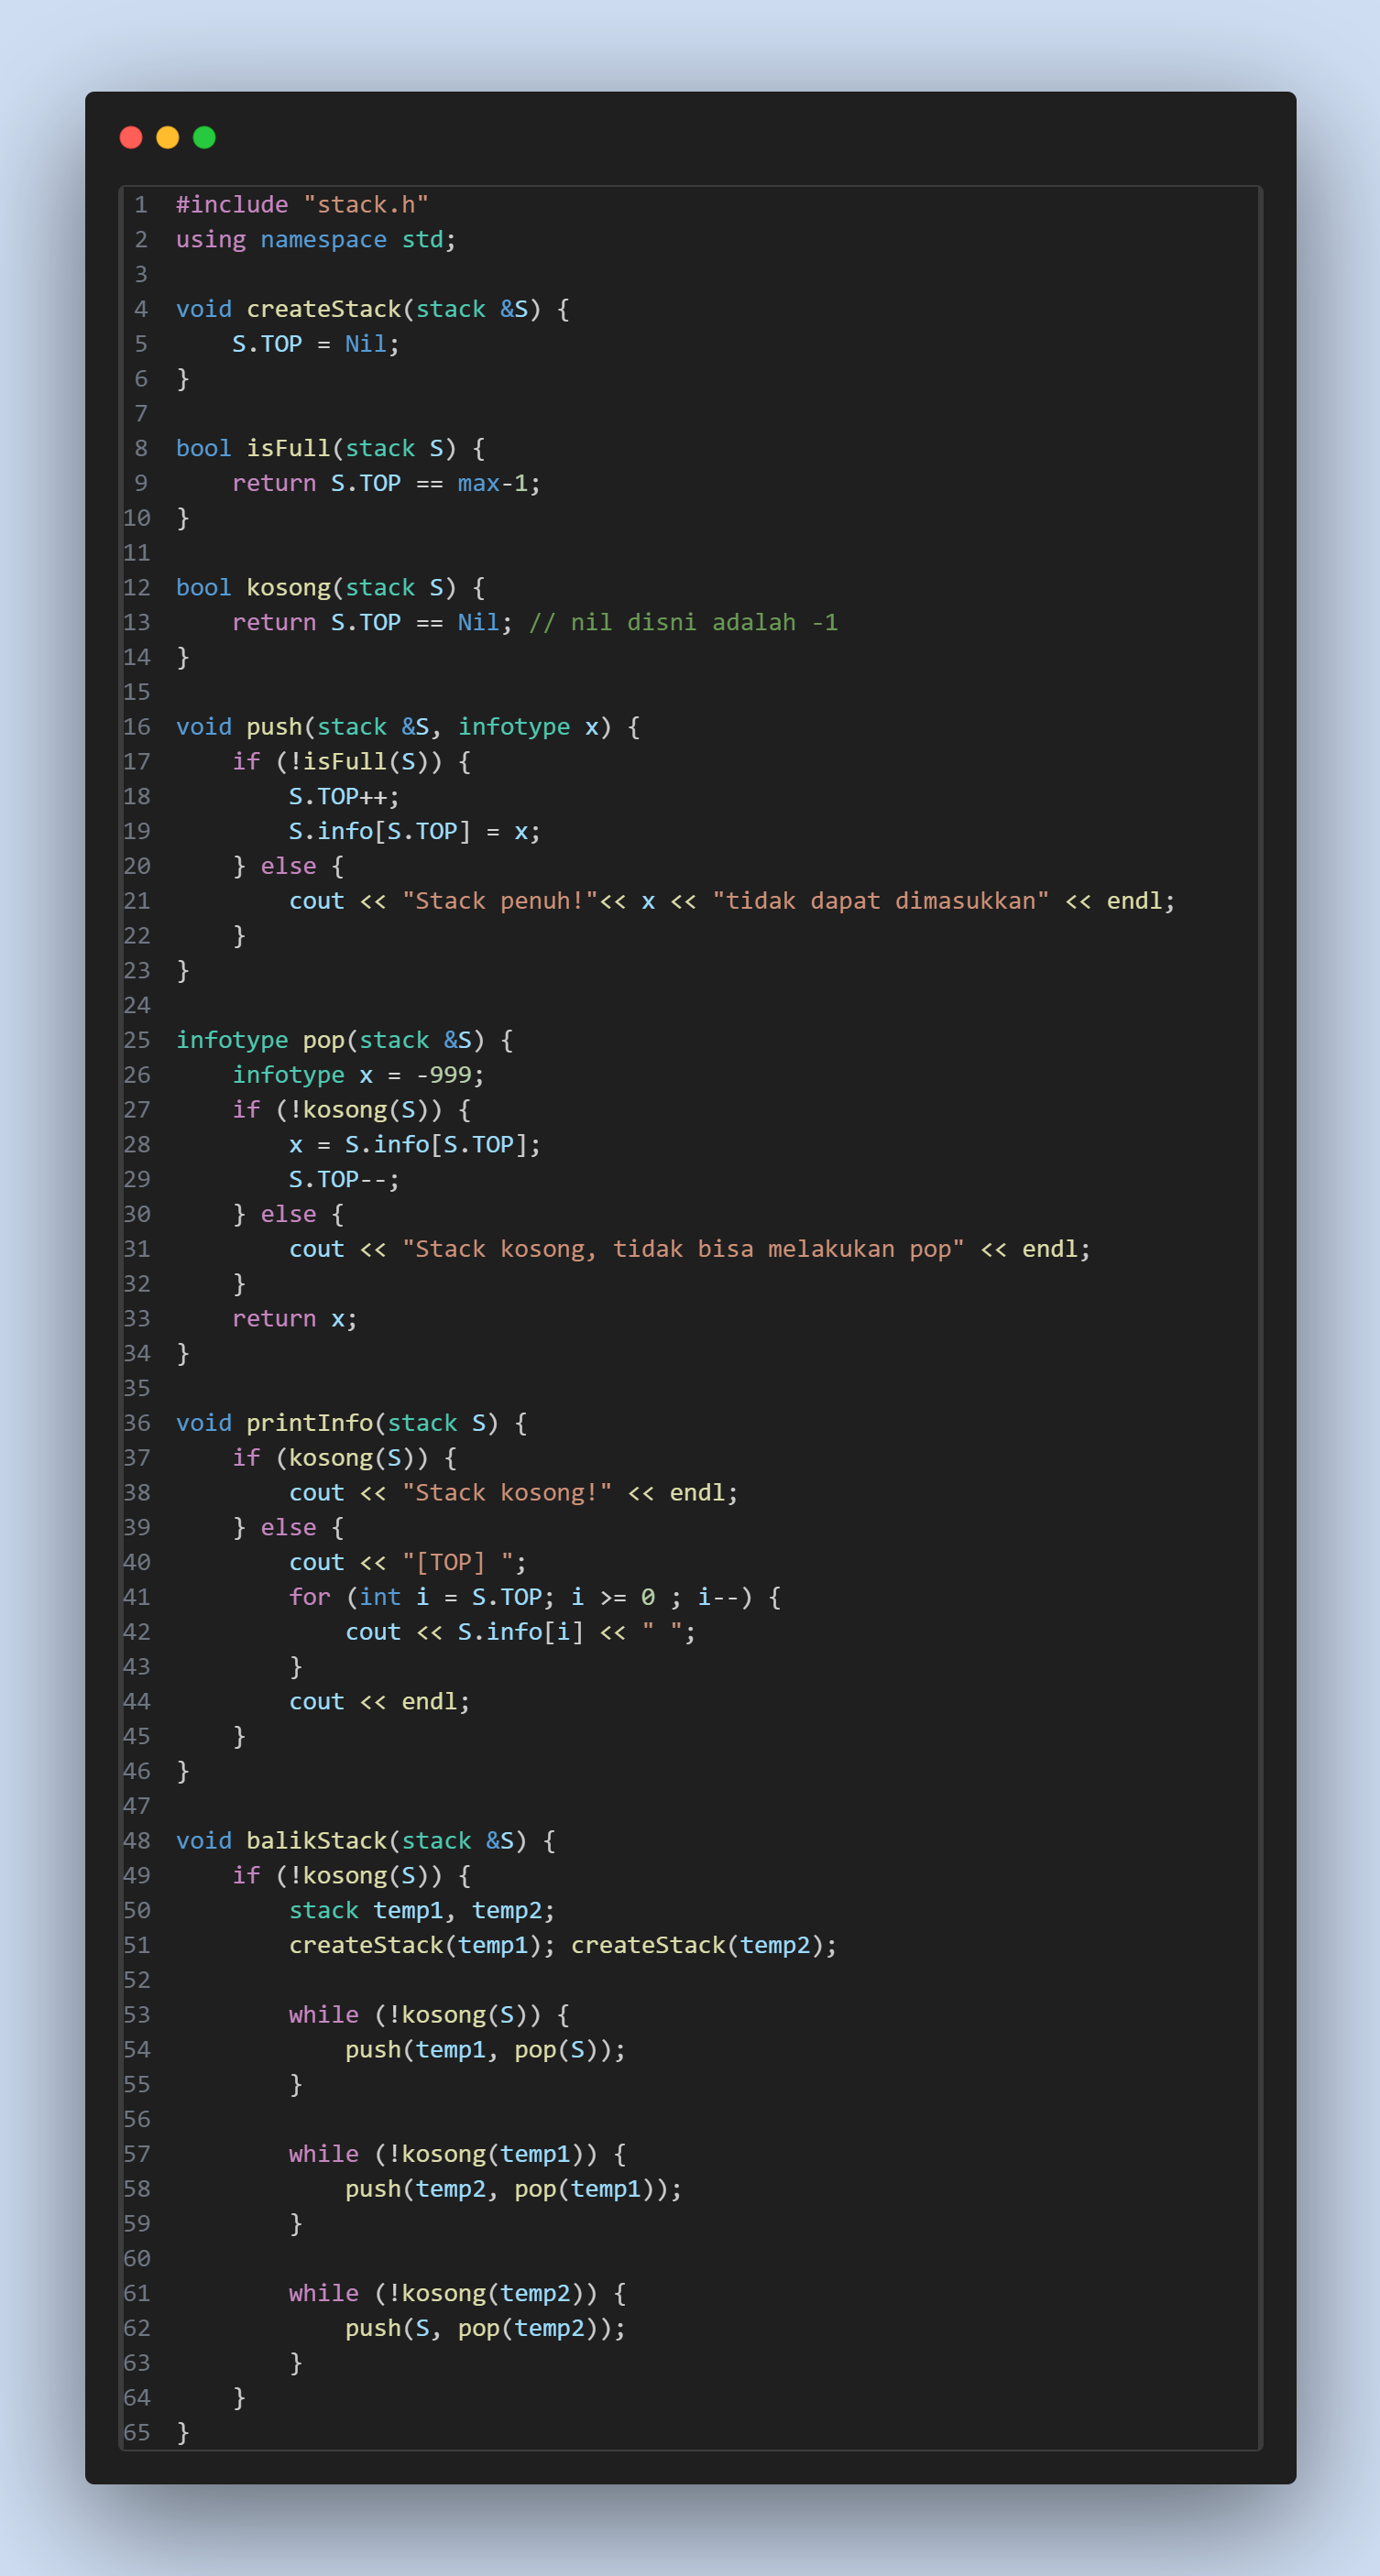 1 #include "stack.h"
2 using namespace std;
3
4 void createStack(stack &S) {
5     S.TOP = Nil;
6 }
7
8 bool isFull(stack S) {
9     return S.TOP == max-1;
10 }
11
12 bool kosong(stack S) {
13     return S.TOP == Nil; // nil disni adalah -1
14 }
15
16 void push(stack &S, infotype x) {
17     if (!isFull(S)) {
18         S.TOP++;
19         S.info[S.TOP] = x;
20     } else {
21         cout << "Stack penuh!"<< x << "tidak dapat dimasukkan" << endl;
22     }
23 }
24
25 infotype pop(stack &S) {
26     infotype x = -999;
27     if (!kosong(S)) {
28         x = S.info[S.TOP];
29         S.TOP--;
30     } else {
31         cout << "Stack kosong, tidak bisa melakukan pop" << endl;
32     }
33     return x;
34 }
35
36 void printInfo(stack S) {
37     if (kosong(S)) {
38         cout << "Stack kosong!" << endl;
39     } else {
40         cout << "[TOP] ";
41         for (int i = S.TOP; i >= 0 ; i--) {
42             cout << S.info[i] << " ";
43         }
44         cout << endl;
45     }
46 }
47
48 void balikStack(stack &S) {
49     if (!kosong(S)) {
50         stack temp1, temp2;
51         createStack(temp1); createStack(temp2);
52
53         while (!kosong(S)) {
54             push(temp1, pop(S));
55         }
56
57         while (!kosong(temp1)) {
58             push(temp2, pop(temp1));
59         }
60
61         while (!kosong(temp2)) {
62             push(S, pop(temp2));
63         }
64     }
65 }